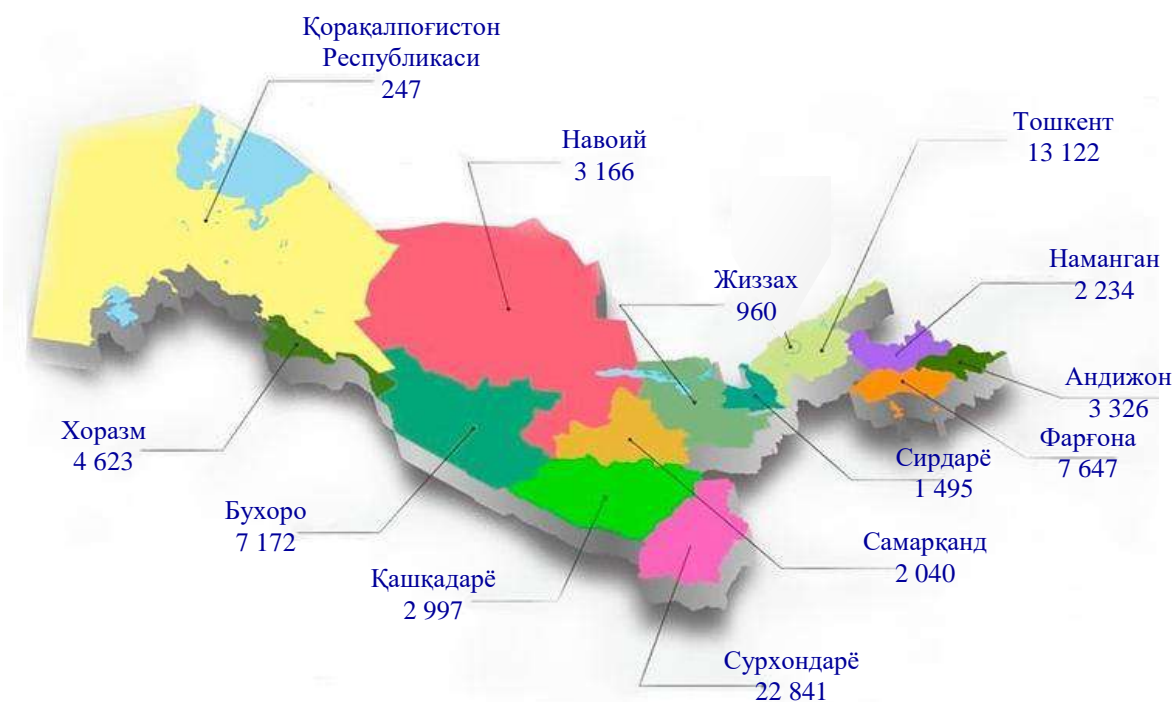 Қорақалпоғистон
Республикаси
247
Навоий
3 166
Тошкент
13 122
Жиззах
960
Наманган
2 234
Андижон
3 326
Фарғона
7 647
Хоразм
4 623
Сирдарё
1 495
Бухоро
7 172
Самарқанд
2 040
Қашқадарё
2 997
Сурхондарё
22 841